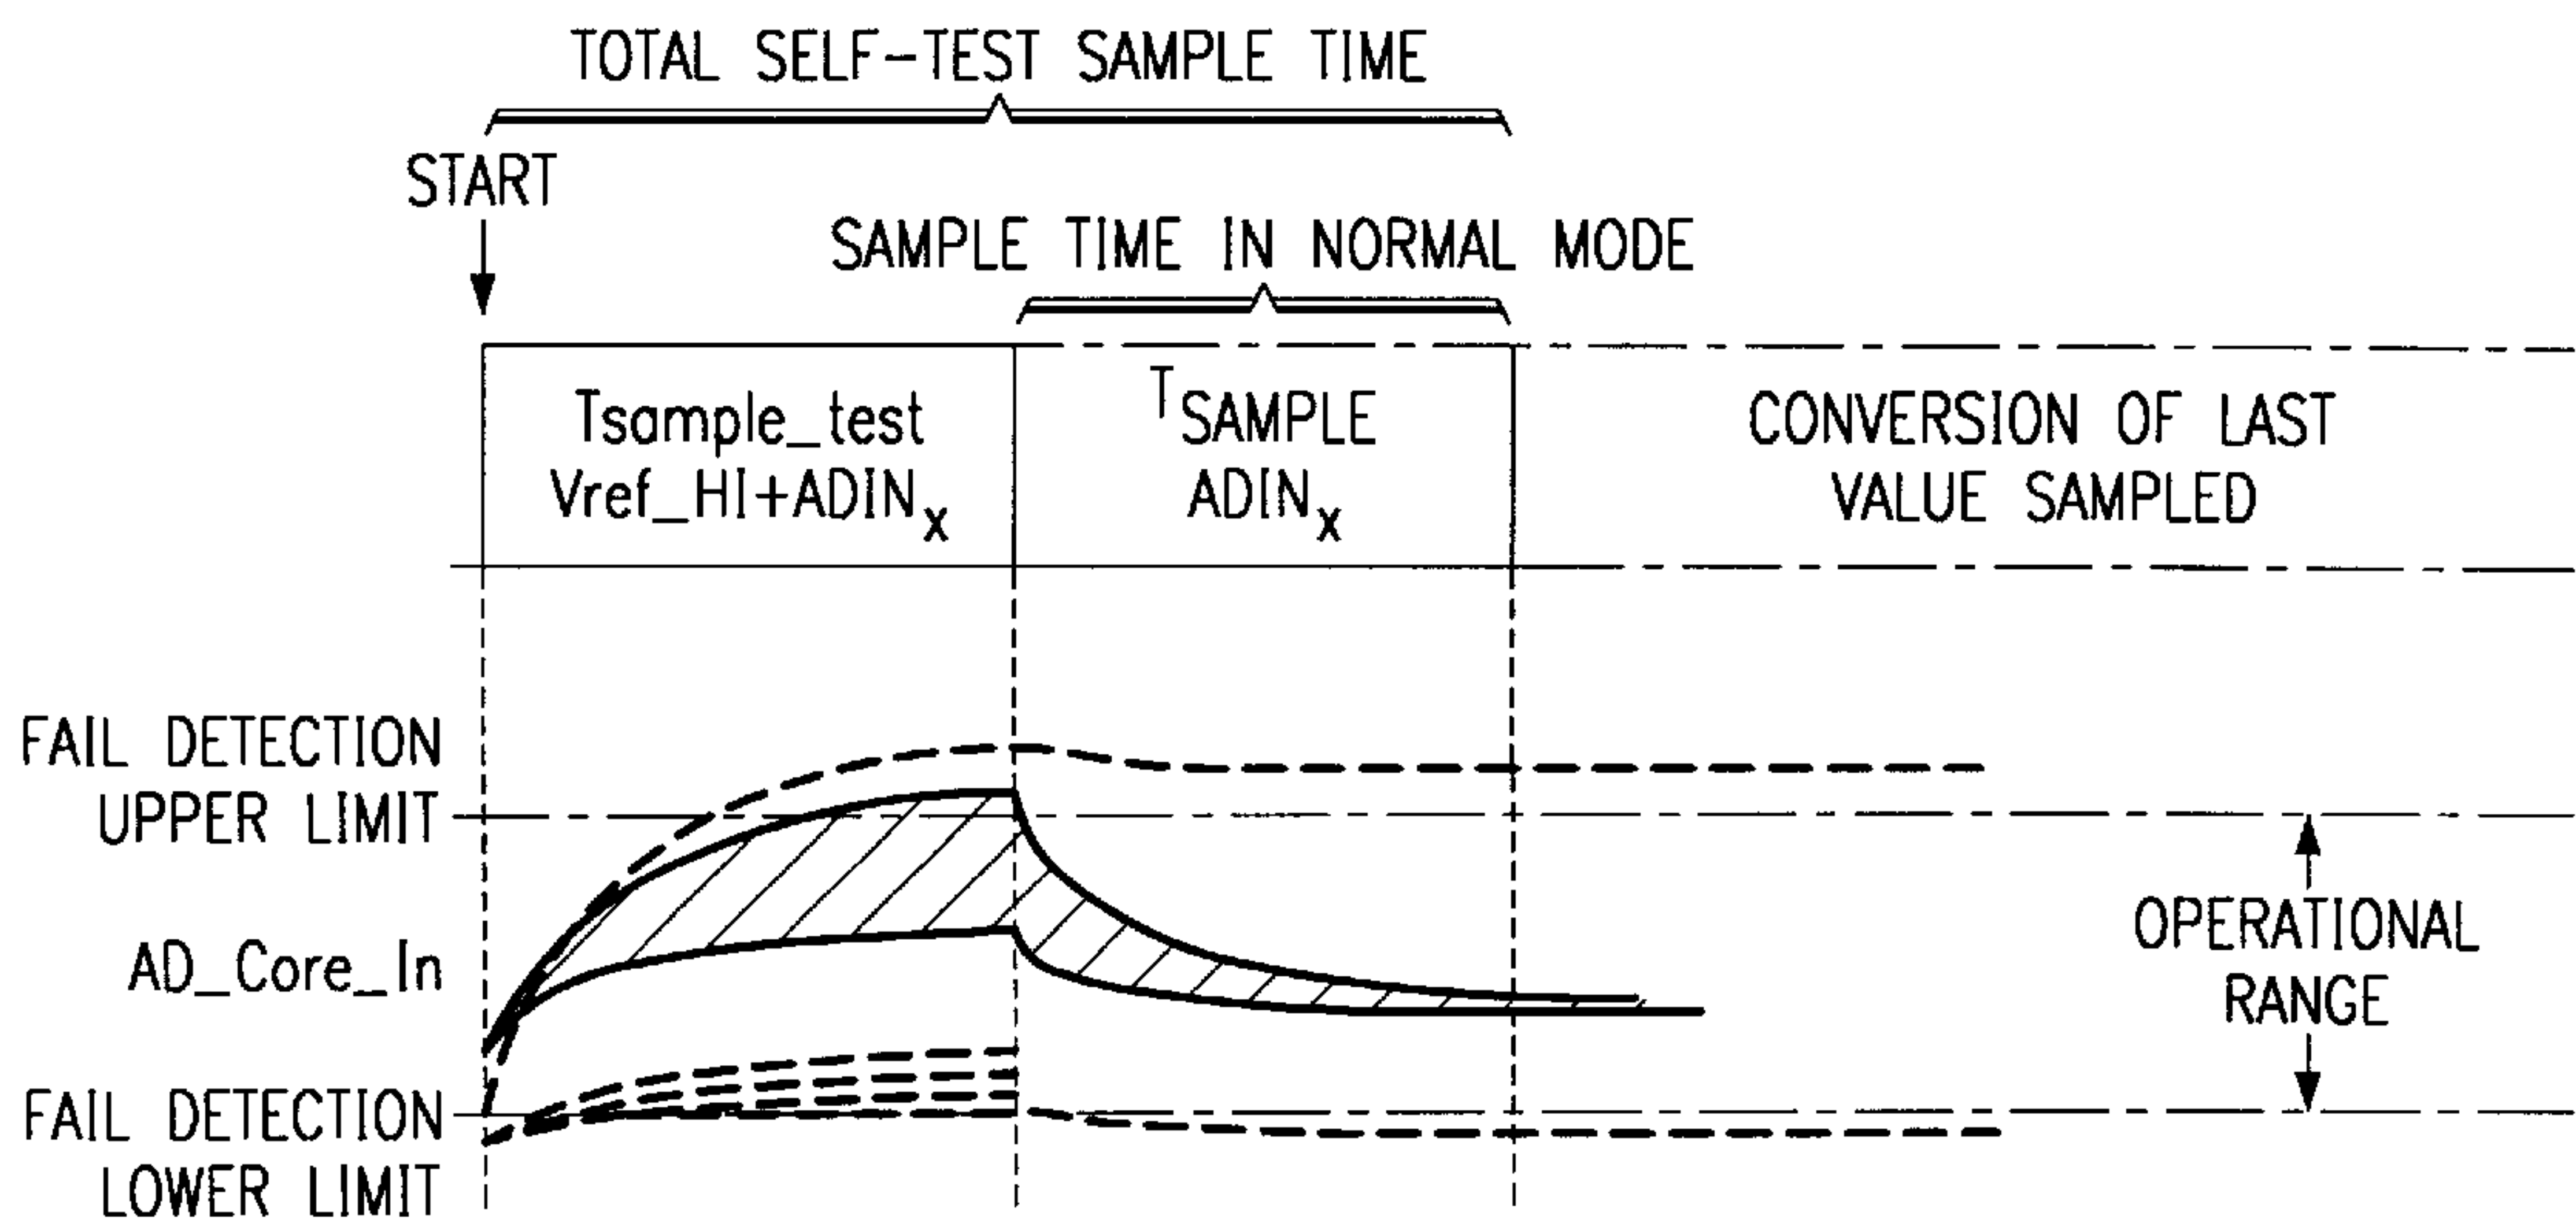 TOTAL SELF-TEST SAMPLE TIME
START
SAMPLE TIME IN NORMAL MODE
Tsample_test
Vref_HI+ADINx
TSAMPLE
ADINx
CONVERSION OF LAST
VALUE SAMPLED
FAIL DETECTION
UPPER LIMIT
AD_Core_In
OPERATIONAL
RANGE
FAIL DETECTION
LOWER LIMIT